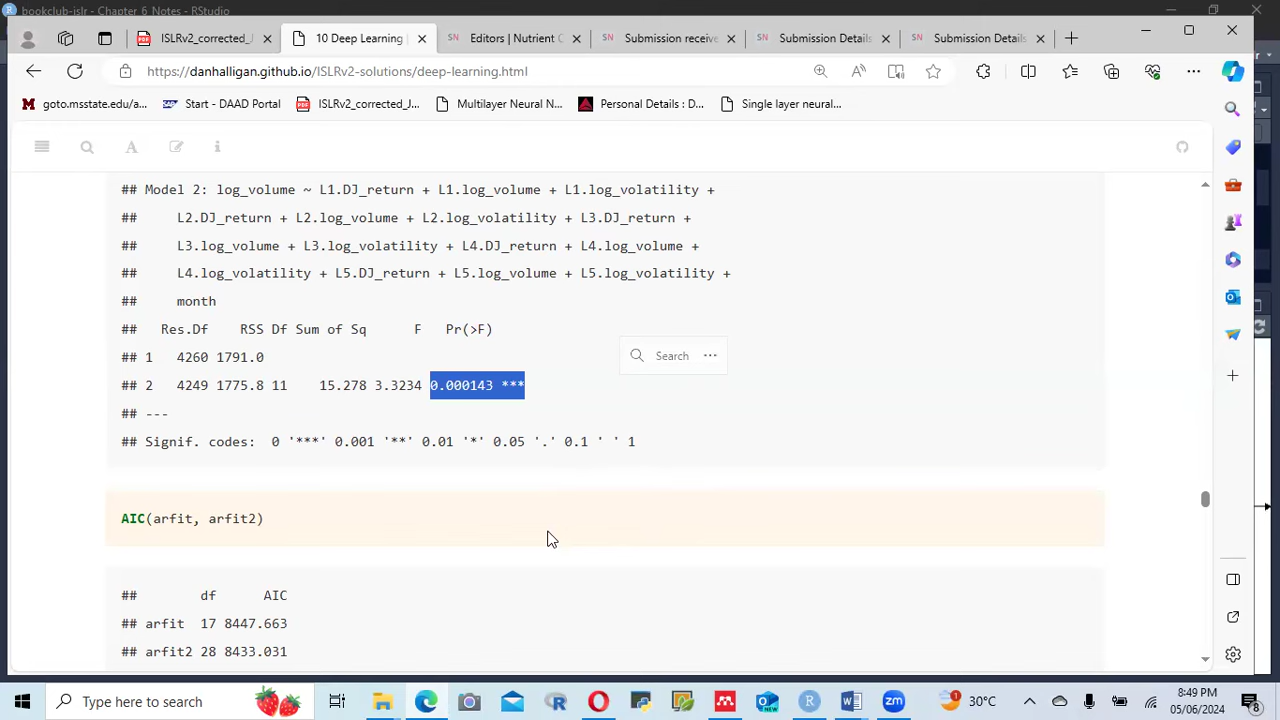 bookclub-islr - Chapter 6 Notes - RStudio
ISLRv2_corrected_J
10 Deep Learning
Editors | Nutrient C
Submission receive
Submission Details
Submission Details
https://danhalligan.github.io/ISLRv2-solutions/deep-learning.html
goto.msstate.edu/a...
Start - DAAD Portal
ISLRv2_corrected_J...
Multilayer Neural N...
Personal Details : D...
Single layer neural...
## Model 2: log_volume ~ L1.DJ_return + L1.log_volume + L1.log_volatility +
## L2.DJ_return + L2.log_volume + L2.log_volatility + L3.DJ_return +
## L3.log_volume + L3.log_volatility + L4.DJ_return + L4.log_volume +
## L4.log_volatility + L5.DJ_return + L5.log_volume + L5.log_volatility +
## month
## Res.Df RSS Df Sum of Sq F Pr(>F)
## 1 4260 1791.0
## 2 4249 1775.8 11 15.278 3.3234 0.000143 ***
Search ...
## ---
## Signif. codes: 0 '***' 0.001 '**' 0.01 '*' 0.05 '.' 0.1 ' ' 1
AIC(arfit, arfit2)
## df AIC
## arfit 17 8447.663
## arfit2 28 8433.031
Type here to search
30°C
8:49 PM
05/06/2024
8